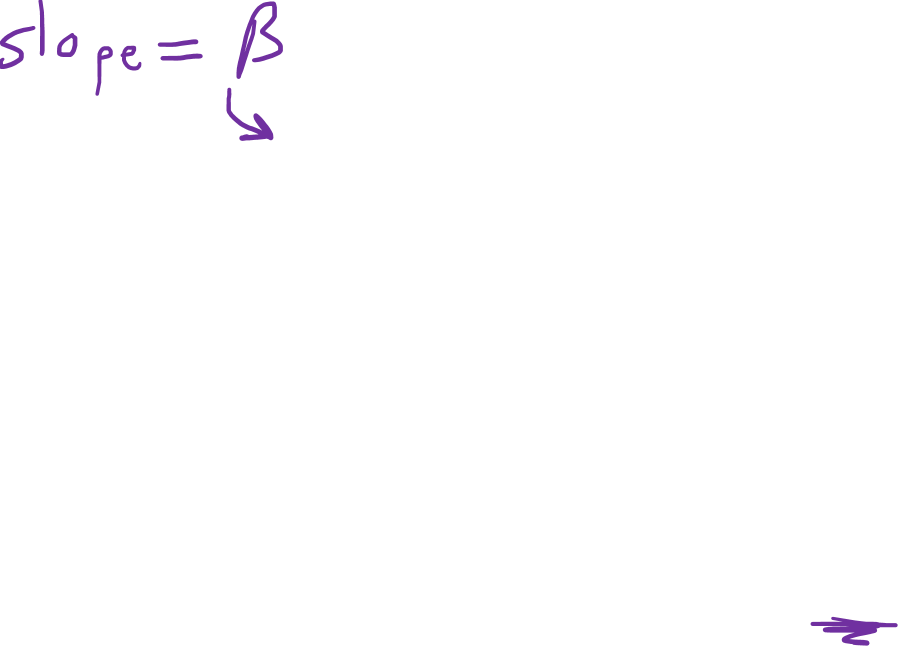 slope = β